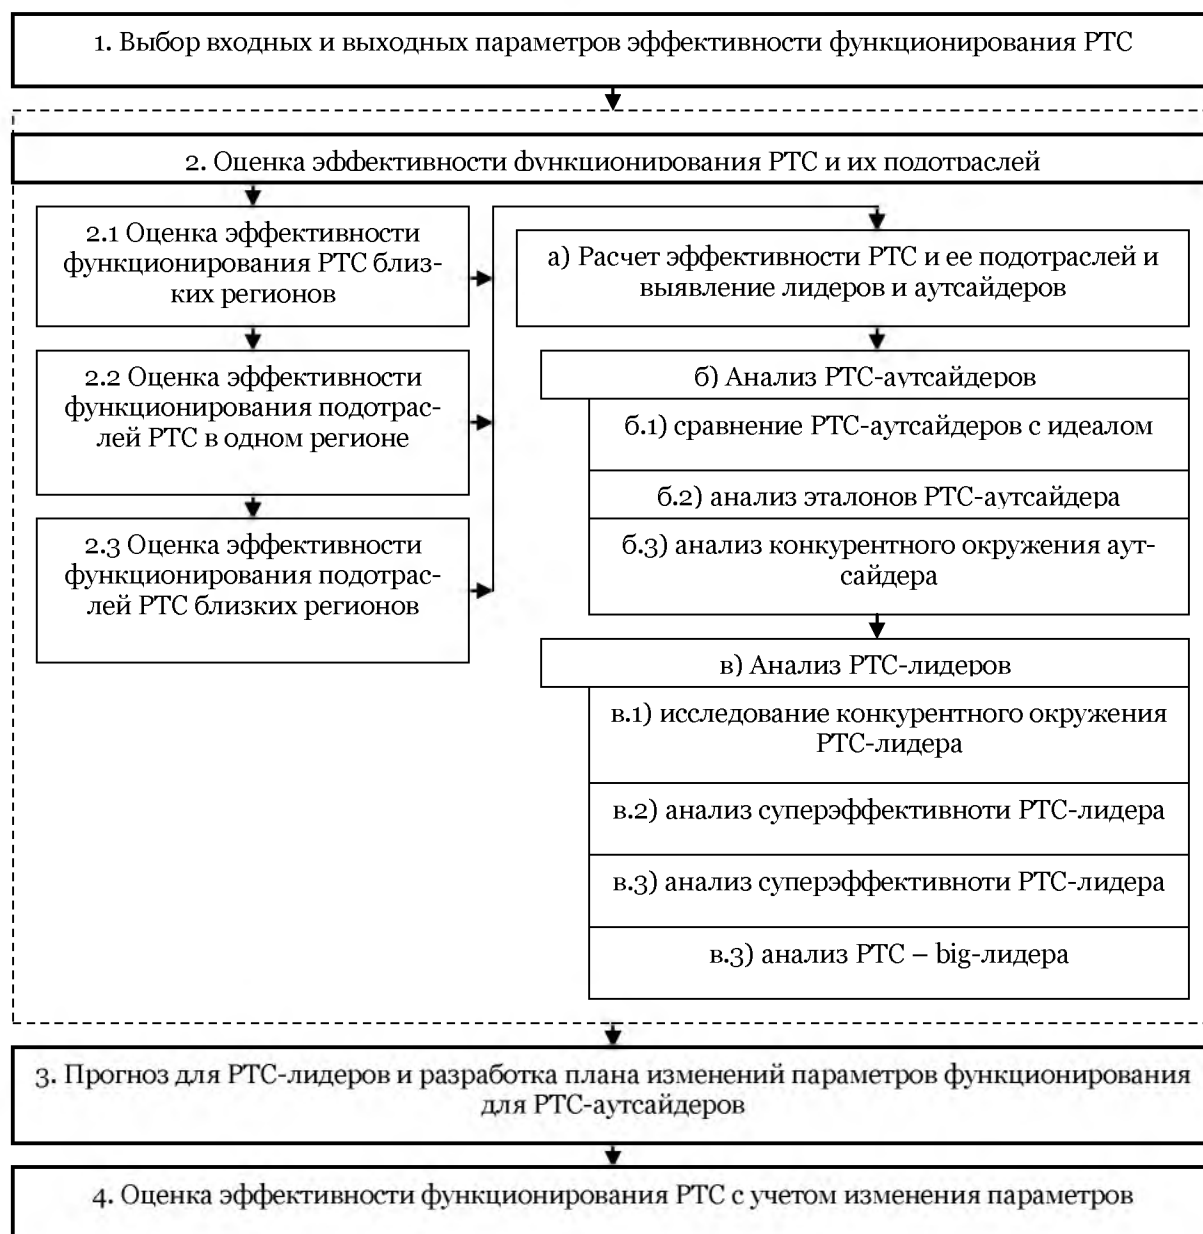 1. Выбор входных и выходных параметров эффективности функционирования РТС
2. Оценка эффективности функционирования РТС и их подотраслей
2.1 Оценка эффективности
функционирования РТС близ-
ких регионов
2.2 Оценка эффективности
функционирования подотрас-
лей РТС в одном регионе
2.3 Оценка эффективности
функционирования подотрас-
лей РТС близких регионов
а) Расчет эффективности РТС и ее подотраслей и
выявление лидеров и аутсайдеров
б) Анализ РТС-аутсайдеров
б.1) сравнение РТС-аутсайдеров с идеалом
б.2) анализ эталонов РТС-аутсайдера
б.3) анализ конкурентного окружения аут-
сайдера
в) Анализ РТС-лидеров
в.1) исследование конкурентного окружения
РТС-лидера
в.2) анализ суперэффективноти РТС-лидера
в.3) анализ суперэффективноти РТС-лидера
в.3) анализ РТС – big-лидера
3. Прогноз для РТС-лидеров и разработка плана изменений параметров функционирования
для РТС-аутсайдеров
4. Оценка эффективности функционирования РТС с учетом изменения параметров